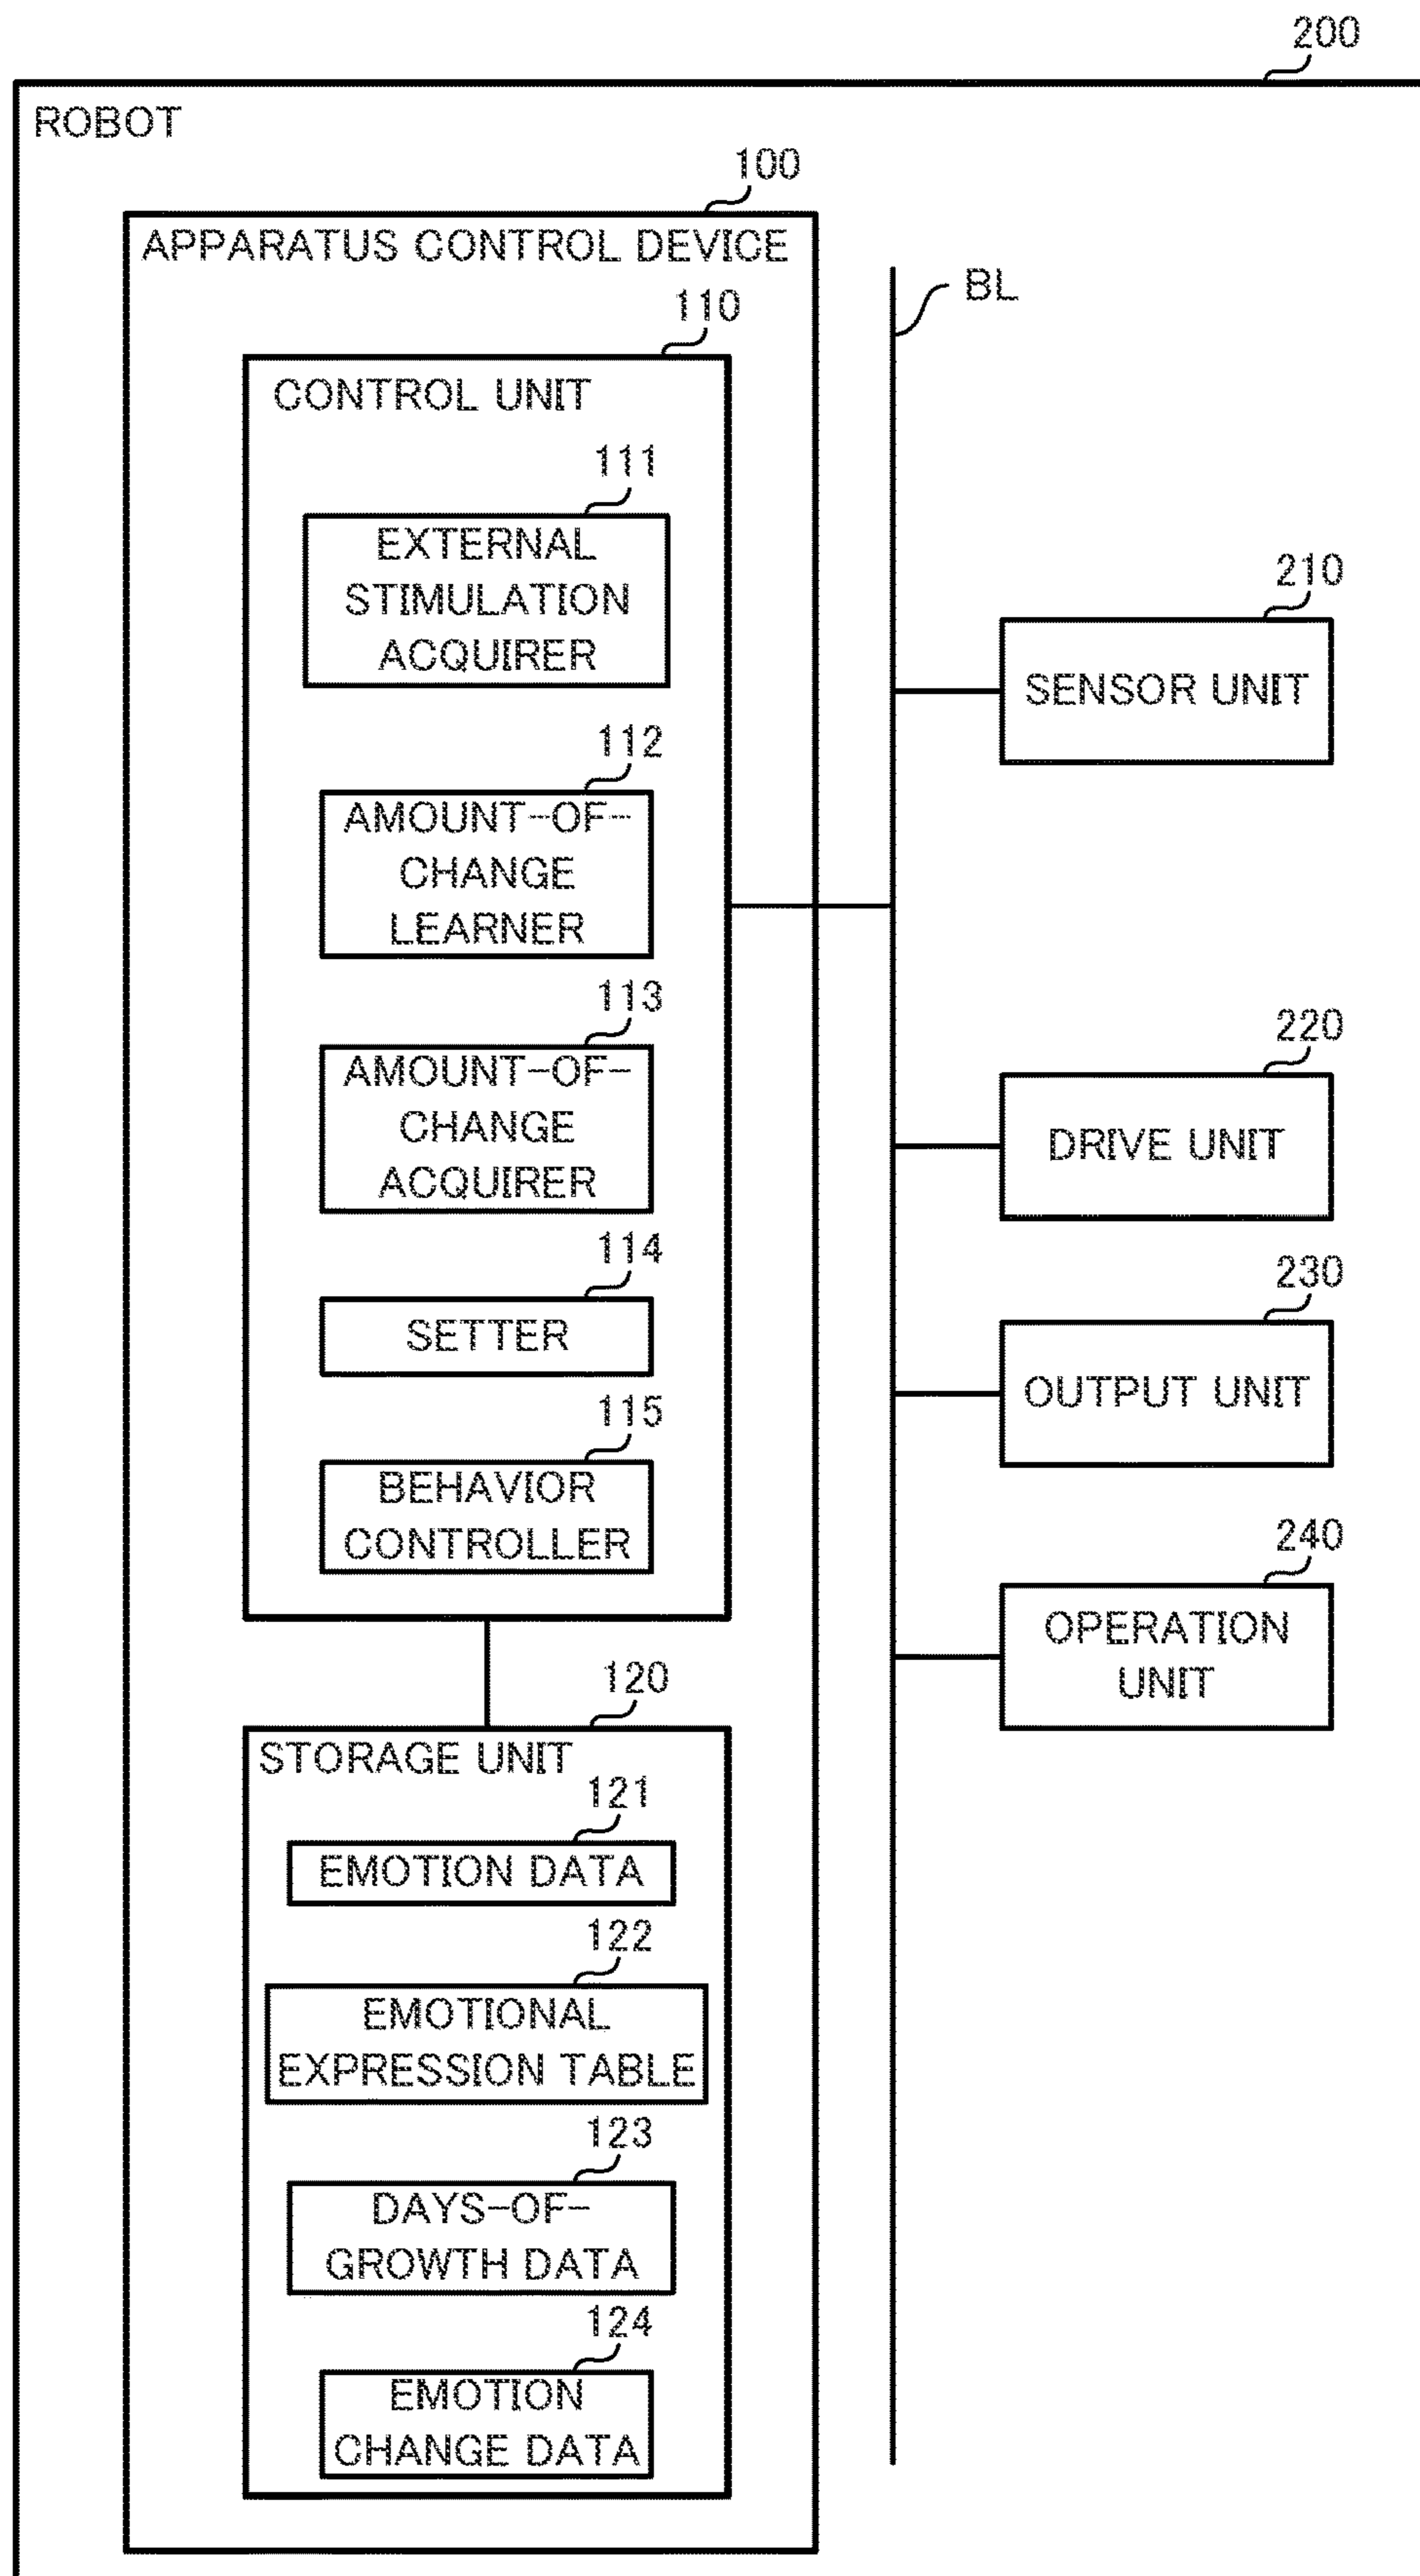 200
ROBOT
100
APPARATUS CONTROL DEVICE
BL
110
CONTROL UNIT
111
EXTERNAL
STIMULATION
ACQUIRER
210
SENSOR UNIT
112
AMOUNT-OF-
CHANGE
LEARNER
113
AMOUNT-OF-
CHANGE
ACQUIRER
220
DRIVE UNIT
114
SETTER
230
OUTPUT UNIT
115
BEHAVIOR
CONTROLLER
240
OPERATION
UNIT
120
STORAGE UNIT
121
EMOTION DATA
122
EMOTIONAL
EXPRESSION TABLE
123
DAYS-OF-
GROWTH DATA
124
EMOTION
CHANGE DATA